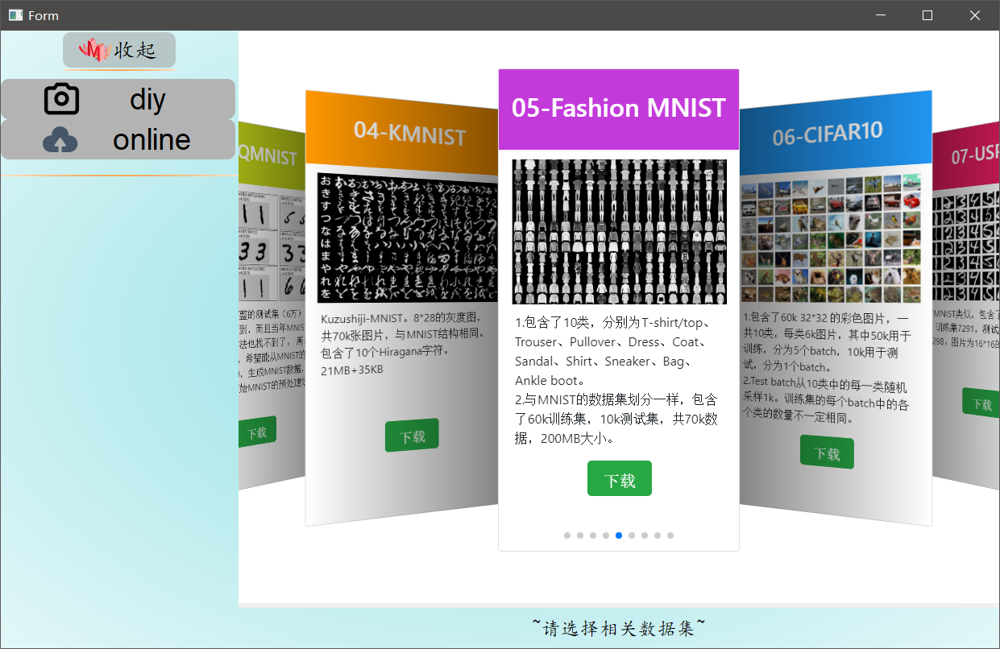 Form
收起
diy
online
QMNIST
整的测试集（6万）
到，而且当年MNIS
法也找不到了，所
，希望能从MNIST的
，生成MNIST数据，
始MNIST的预处理
下载
04-KMNIST
Kuzushiji-MNIST。8*28的灰度图，
共70k张图片，与MNIST结构相同。
包含了10个Hiragana字符。
21MB+35KB
下载
05-Fashion MNIST
1.包含了10类，分别为T-shirt/top、
Trouser、Pullover、Dress、Coat、
Sandal、Shirt、Sneaker、Bag、
Ankle boot。
2.与MNIST的数据集划分一样，包含
了60k训练集，10k测试集，共70k数
据，200MB大小。
下载
06-CIFAR10
1.包含了60k 32*32 的彩色图片，一
共10类，每类6k图片，其中50k用于
训练，分为5个batch，10k用于测
试，分为1个batch。
2.Test batch从10类中的每一类随机
采样1k。训练集的每个batch中的各
个类的数量不一定相同。
下载
07-USP
MNIST类似，包含了
训练集7291，测试
298，图片为16*16的
下载
~请选择相关数据集~